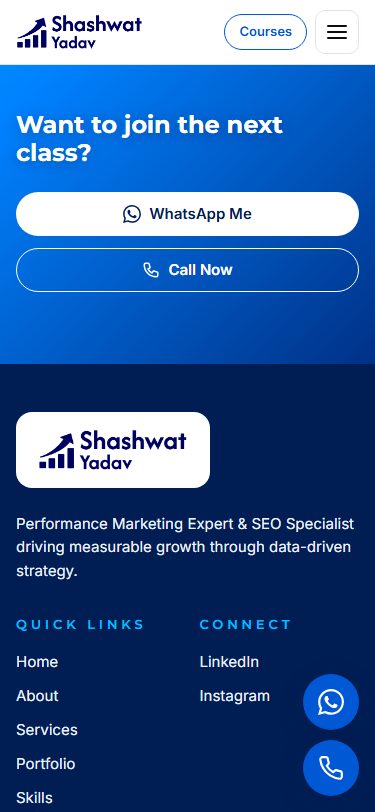 Shashwat
Yadav
Courses
Want to join the next
class?
WhatsApp Me
Call Now
Shashwat
Yadav
Performance Marketing Expert & SEO Specialist
driving measurable growth through data-driven
strategy.
QUICK LINKS
Home
About
Services
Portfolio
Skills
CONNECT
LinkedIn
Instagram